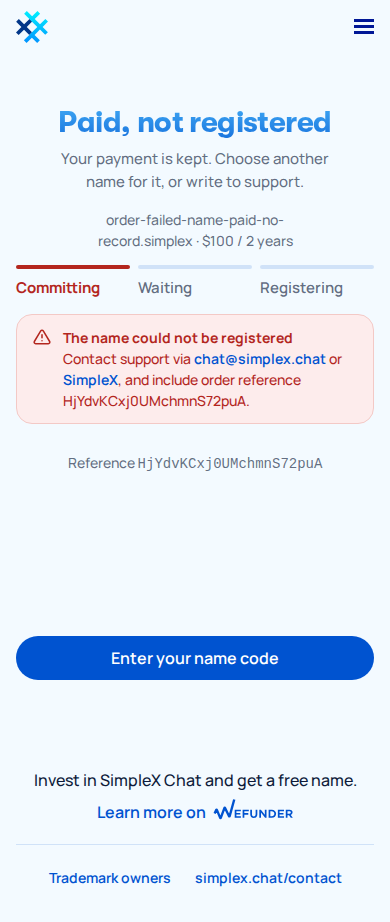 Paid, not registered
Your payment is kept. Choose another
name for it, or write to support.
order-failed-name-paid-no-
record.simplex · $100 / 2 years
Committing Waiting Registering
The name could not be registered
Contact support via chat@simplex.chat or
SimpleX, and include order reference
HjYdvKCxj0UMchmnS72puA.
Reference HjYdvKCxj0UMchmnS72puA
Enter your name code
Invest in SimpleX Chat and get a free name.
Learn more on WEFUNDER
Trademark owners simplex.chat/contact